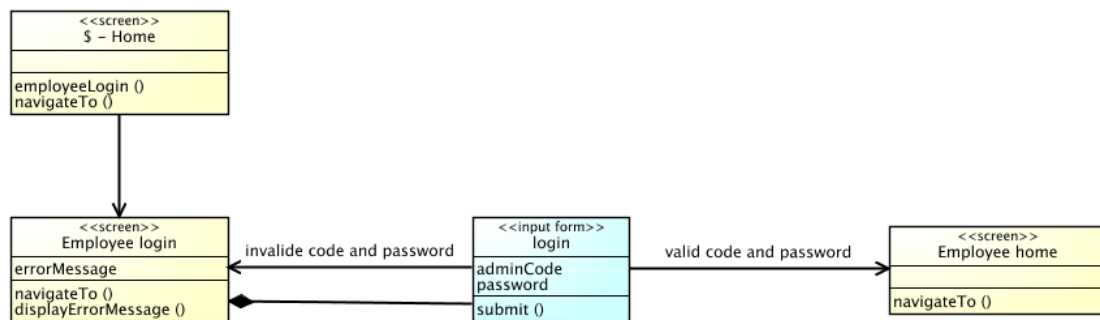 <<screen>>
$ - Home
employeeLogin ()
navigateTo ()
<<screen>>
Employee login
errorMessage
navigateTo ()
displayErrorMessage ()
invalide code and password
<<input form>>
login
adminCode
password
submit ()
valid code and password
<<screen>>
Employee home
navigateTo ()